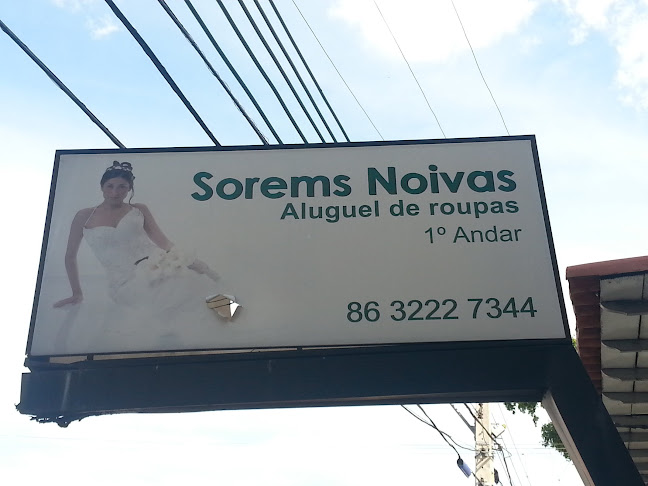 Sorems Noivas
Aluguel de roupas
1º Andar
86 3222 7344